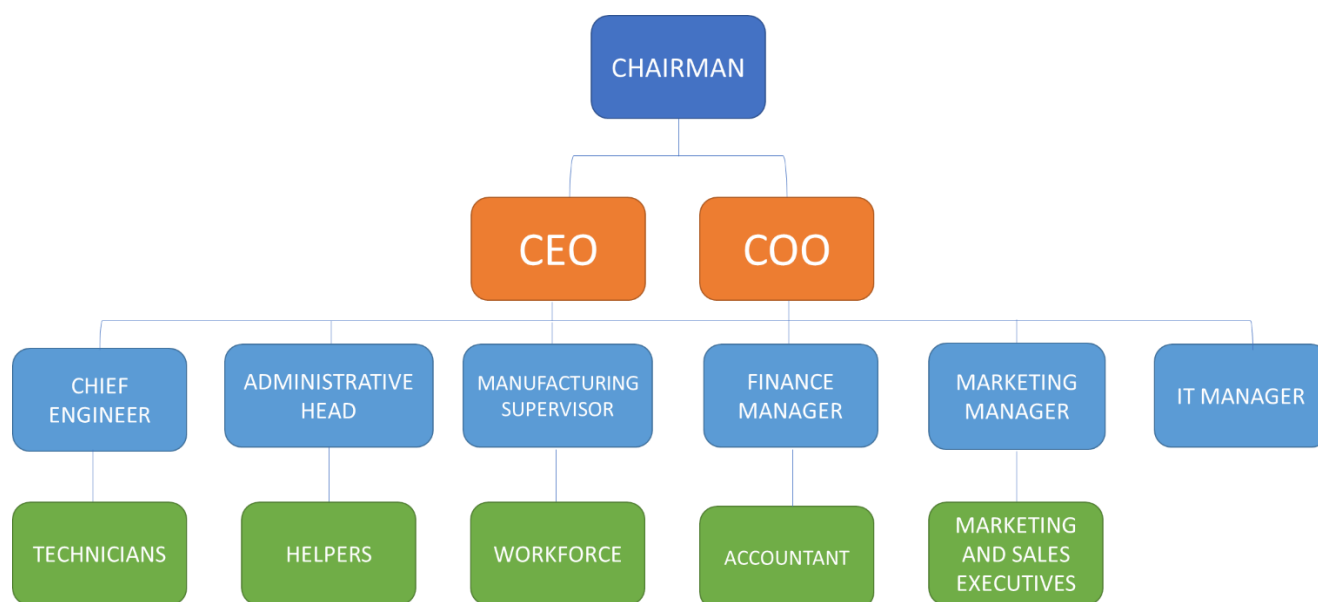 CHAIRMAN
CEO
COO
CHIEF
ENGINEER
ADMINISTRATIVE
HEAD
MANUFACTURING
SUPERVISOR
FINANCE
MANAGER
MARKETING
MANAGER
IT MANAGER
TECHNICIANS
HELPERS
WORKFORCE
ACCOUNTANT
MARKETING
AND SALES
EXECUTIVES